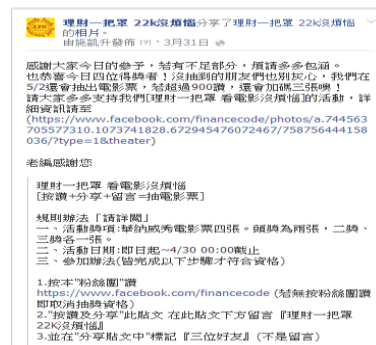 理財一把罩 22k沒煩惱分享了理財一把罩 22k沒煩惱
的相片。
由施凱升發佈 [?] · 3月31日
感謝大家今日的參予，若有不足部分，煩請多多包涵。
也恭喜今日四位得獎者！沒抽到的朋友們也別灰心，我們在
5/2還會抽出電影票，若超過900讚，還會加碼三張噢！
請大家多多支持我們[理財一把罩 看電影沒煩惱]的活動，詳
細資訊請至
(https://www.facebook.com/financecode/photos/a.744563
705577310.1073741828.672945476072467/758756444158
036/?type=1&theater)
老編感謝您
理財一把罩 看電影沒煩惱
[按讚+分享+留言=抽電影票]
規則辦法「請詳閱」
一、活動獎項:華納威秀電影票四張。頭獎為兩張，二獎、
三獎各一張。
二、活動日期:即日起~4/30 00:00截止
三、參加辦法(皆完成以下步驟才符合資格)
1.按本"粉絲團"讚
https://www.facebook.com/financecode (若無按粉絲團讚
即取消抽獎資格)
2."按讚及分享"此貼文 在此貼文下方留言『理財一把罩
22K沒煩惱』
3.並在"分享貼文中"標記『三位好友』(不是留言)